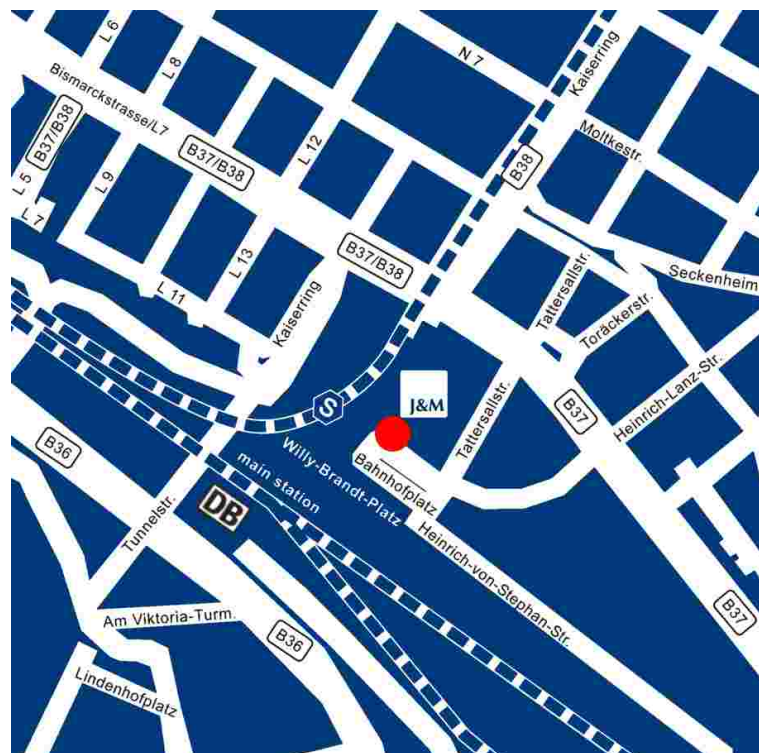 L 6
L 8
N 7
Kaiserring
Bismarckstrasse/L7
B37/B38
B37/B38
L 12
Moltkestr.
B38
L 5
L 9
L 7
L 13
B37/B38
Seckenheim
L 11
Kaiserring
Tattersallstr.
Toräckerstr.
S
J&M
B37
Heinrich-Lanz-Str.
Tattersallstr.
B36
Willy-Brandt-Platz
main station
Bahnhofplatz
DB
Tunnelstr.
Heinrich-von-Stephan-Str.
Am Viktoria-Turm.
B36
B37
Lindenhofplatz